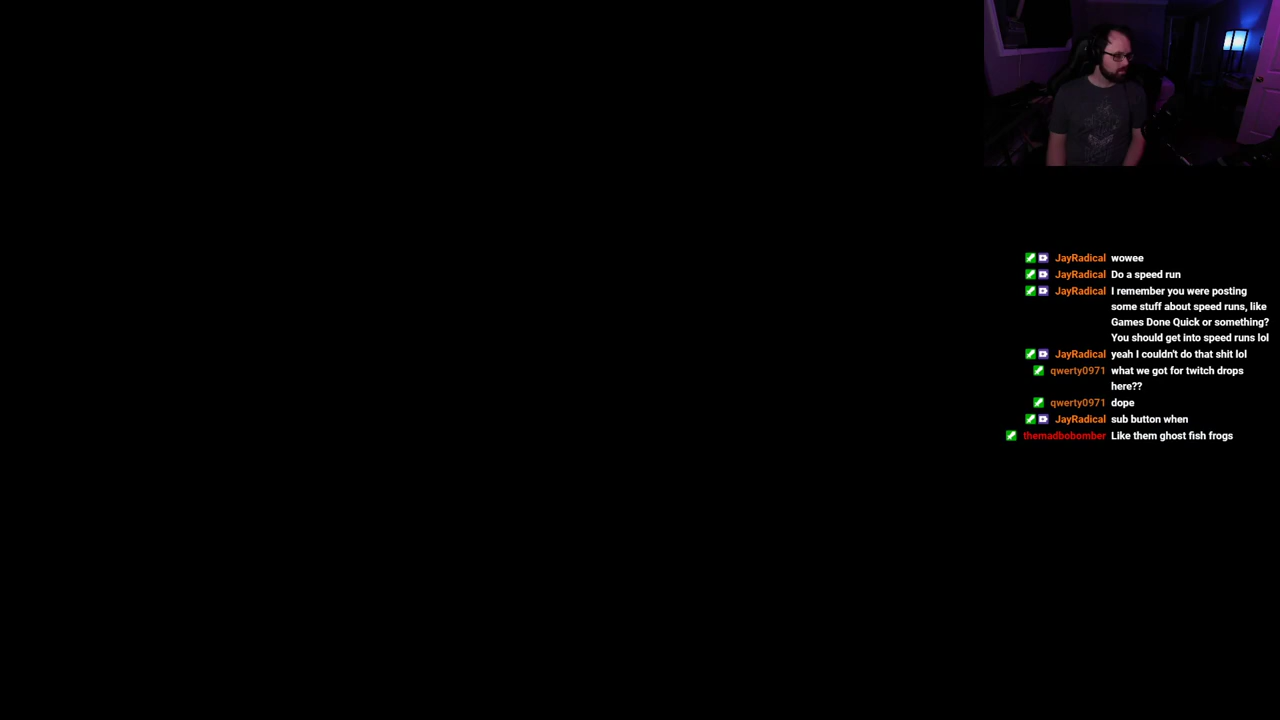 JayRadical wowee
JayRadical Do a speed run
JayRadical I remember you were posting
some stuff about speed runs, like
Games Done Quick or something?
You should get into speed runs lol
JayRadical yeah I couldn't do that shit lol
qwerty0971 what we got for twitch drops
here??
qwerty0971 dope
JayRadical sub button when
themadbobomber Like them ghost fish frogs